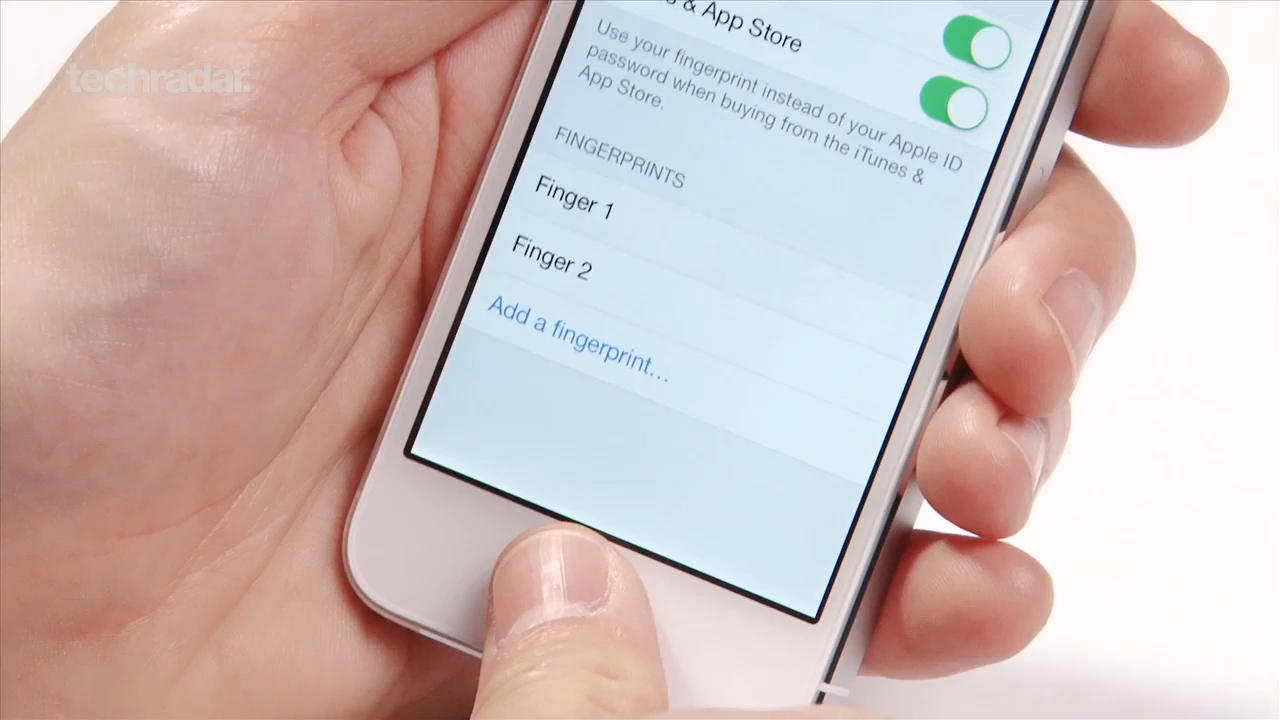 & App Store
Use your fingerprint instead of your Apple ID
password when buying from the iTunes &
App Store.
techradar.
FINGERPRINTS
Finger 1
Finger 2
Add a fingerprint...